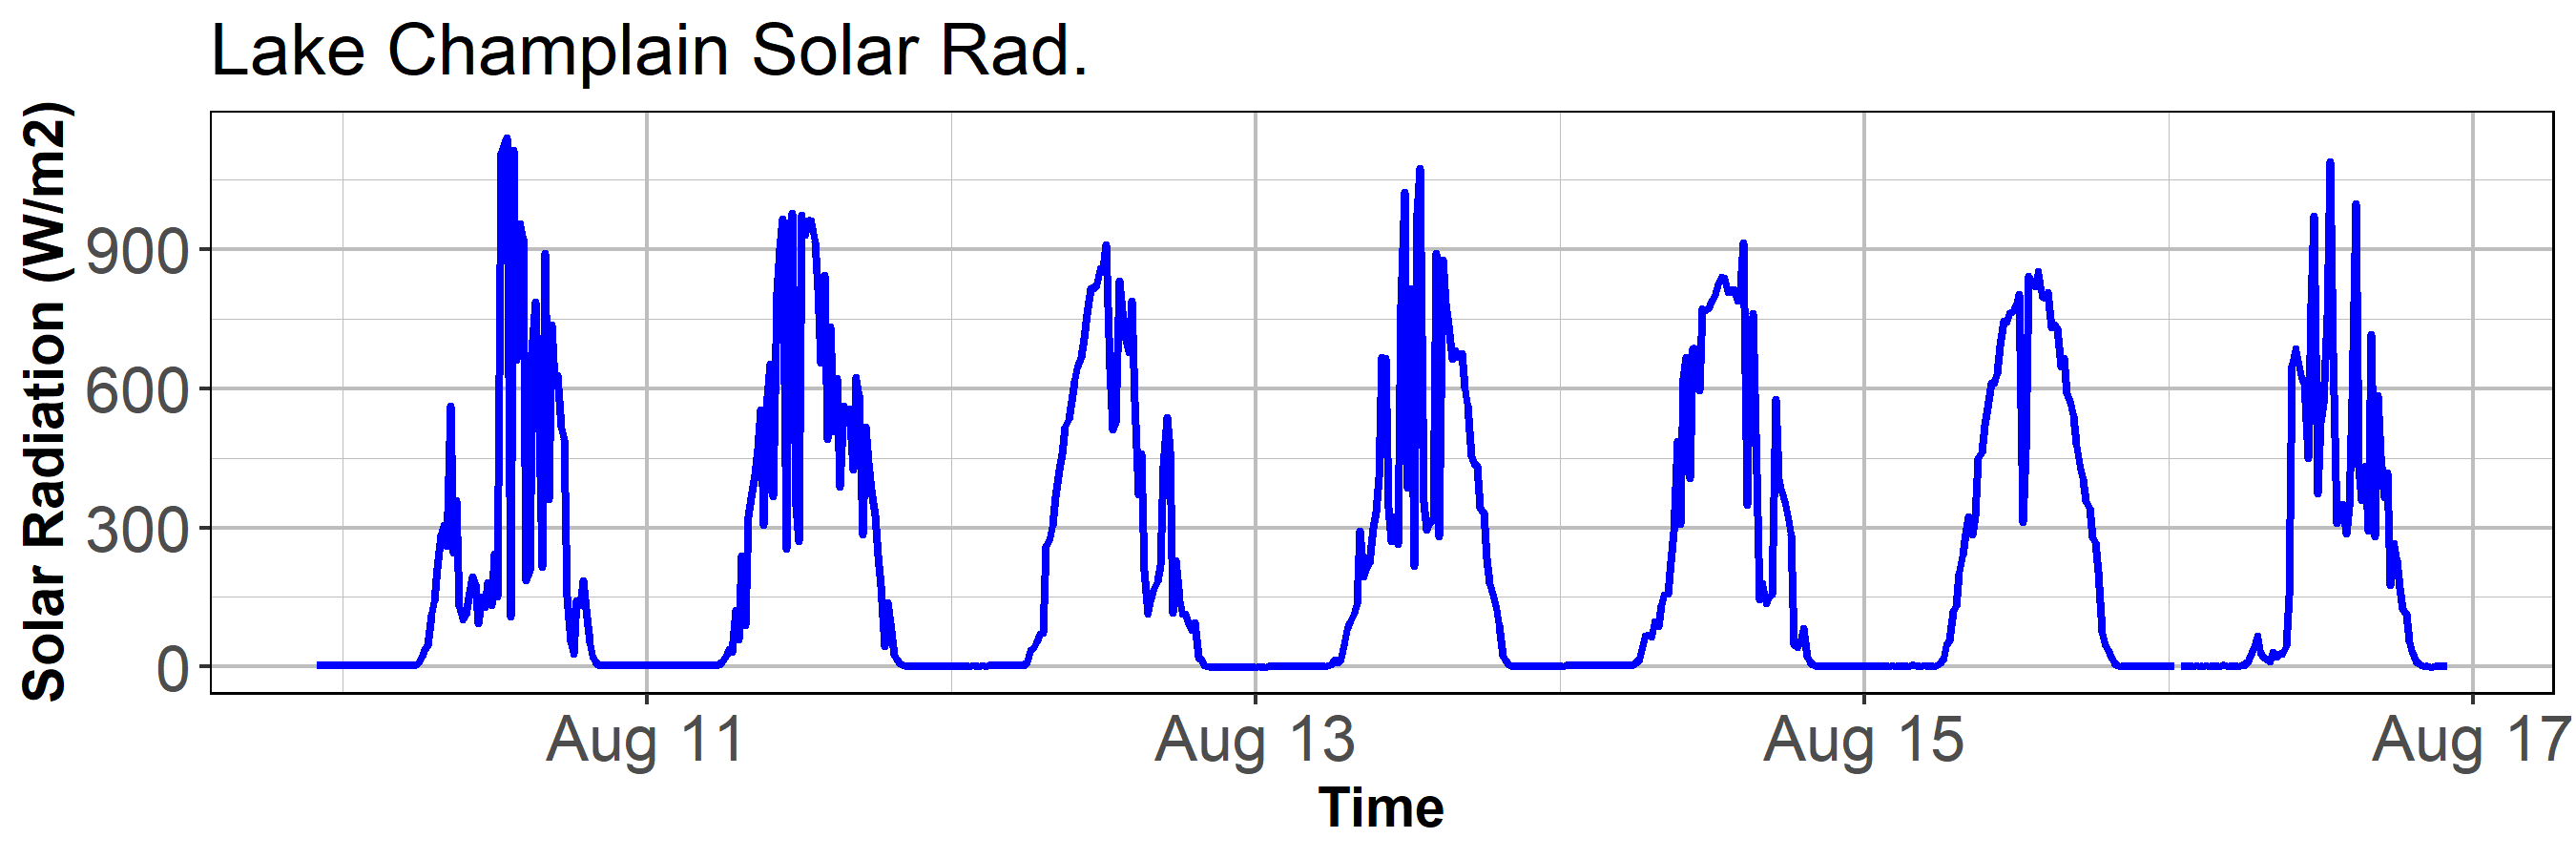 Lake Champlain Solar Rad.
Solar Radiation (W/m2)
900
600
300
0
Aug 11
Aug 13
Aug 15
Aug 17
Time